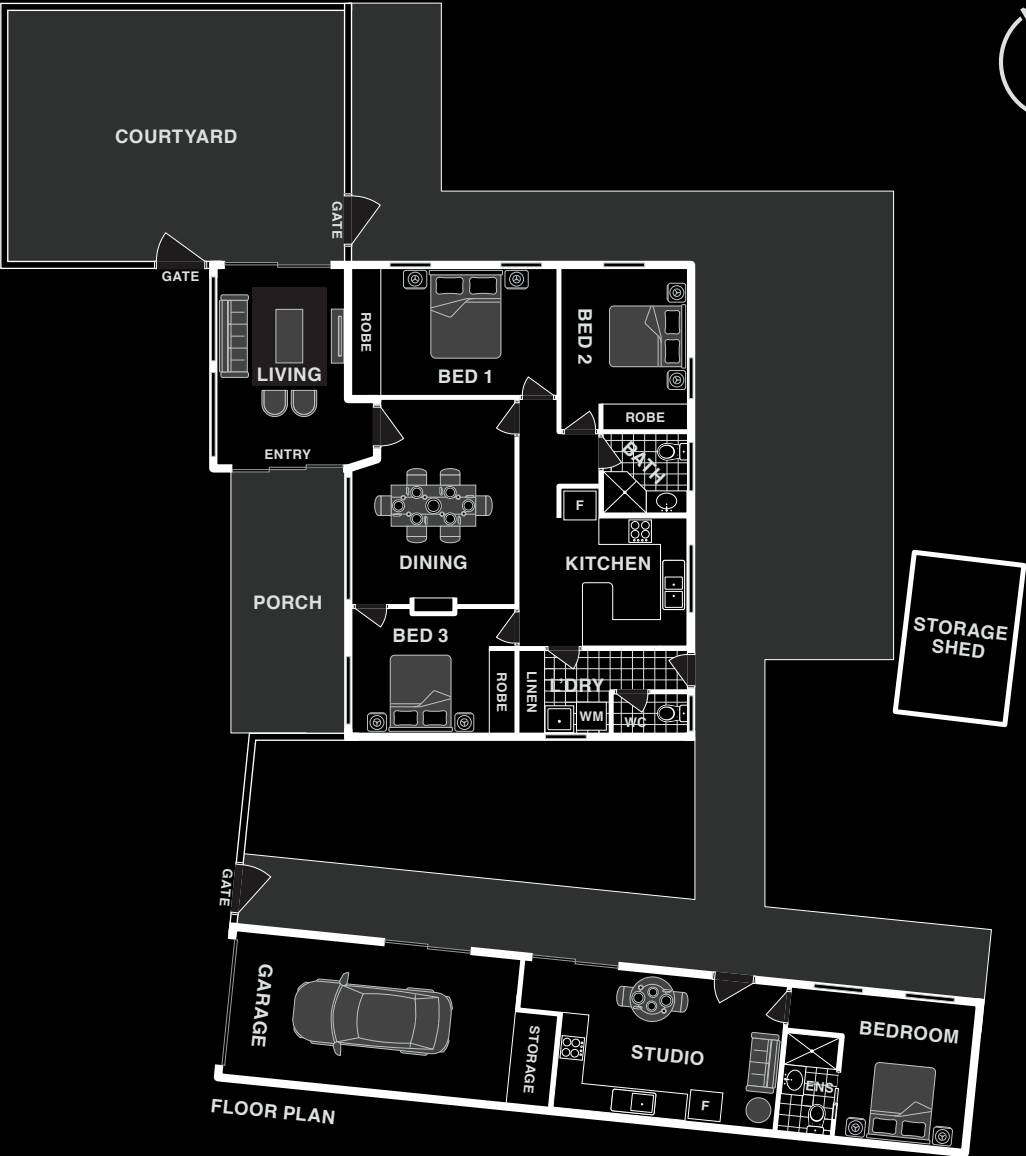 COURTYARD
GATE
GATE
ROBE
BED 1
BED 2
LIVING
ROBE
ENTRY
BATH
F
KITCHEN
DINING
PORCH
BED 3
STORAGE
SHED
ROBE
LINEN
L'DRY
WM
WC
GATE
GARAGE
STORAGE
STUDIO
BEDROOM
ENS
F
FLOOR PLAN